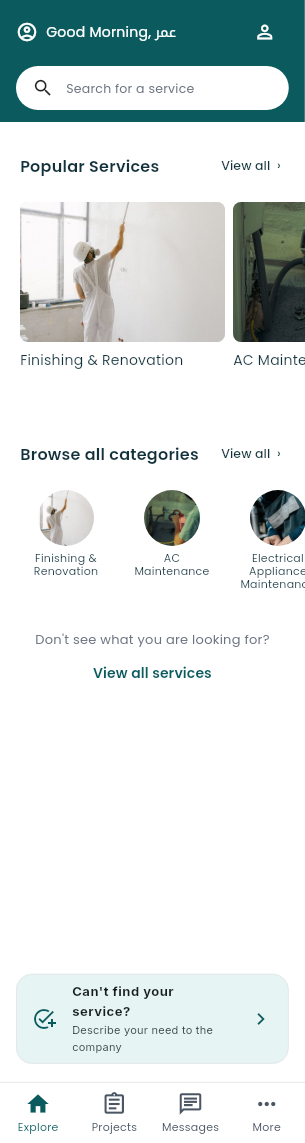 Good Morning, عمر
Search for a service
Popular Services
View all ›
Finishing & Renovation
AC Mainte
Browse all categories
View all ›
Finishing &
Renovation
AC
Maintenance
Electrical
Appliance
Maintenanc
Don't see what you are looking for?
View all services
Can't find your
service?
Describe your need to the
company
Explore
Projects
Messages
More